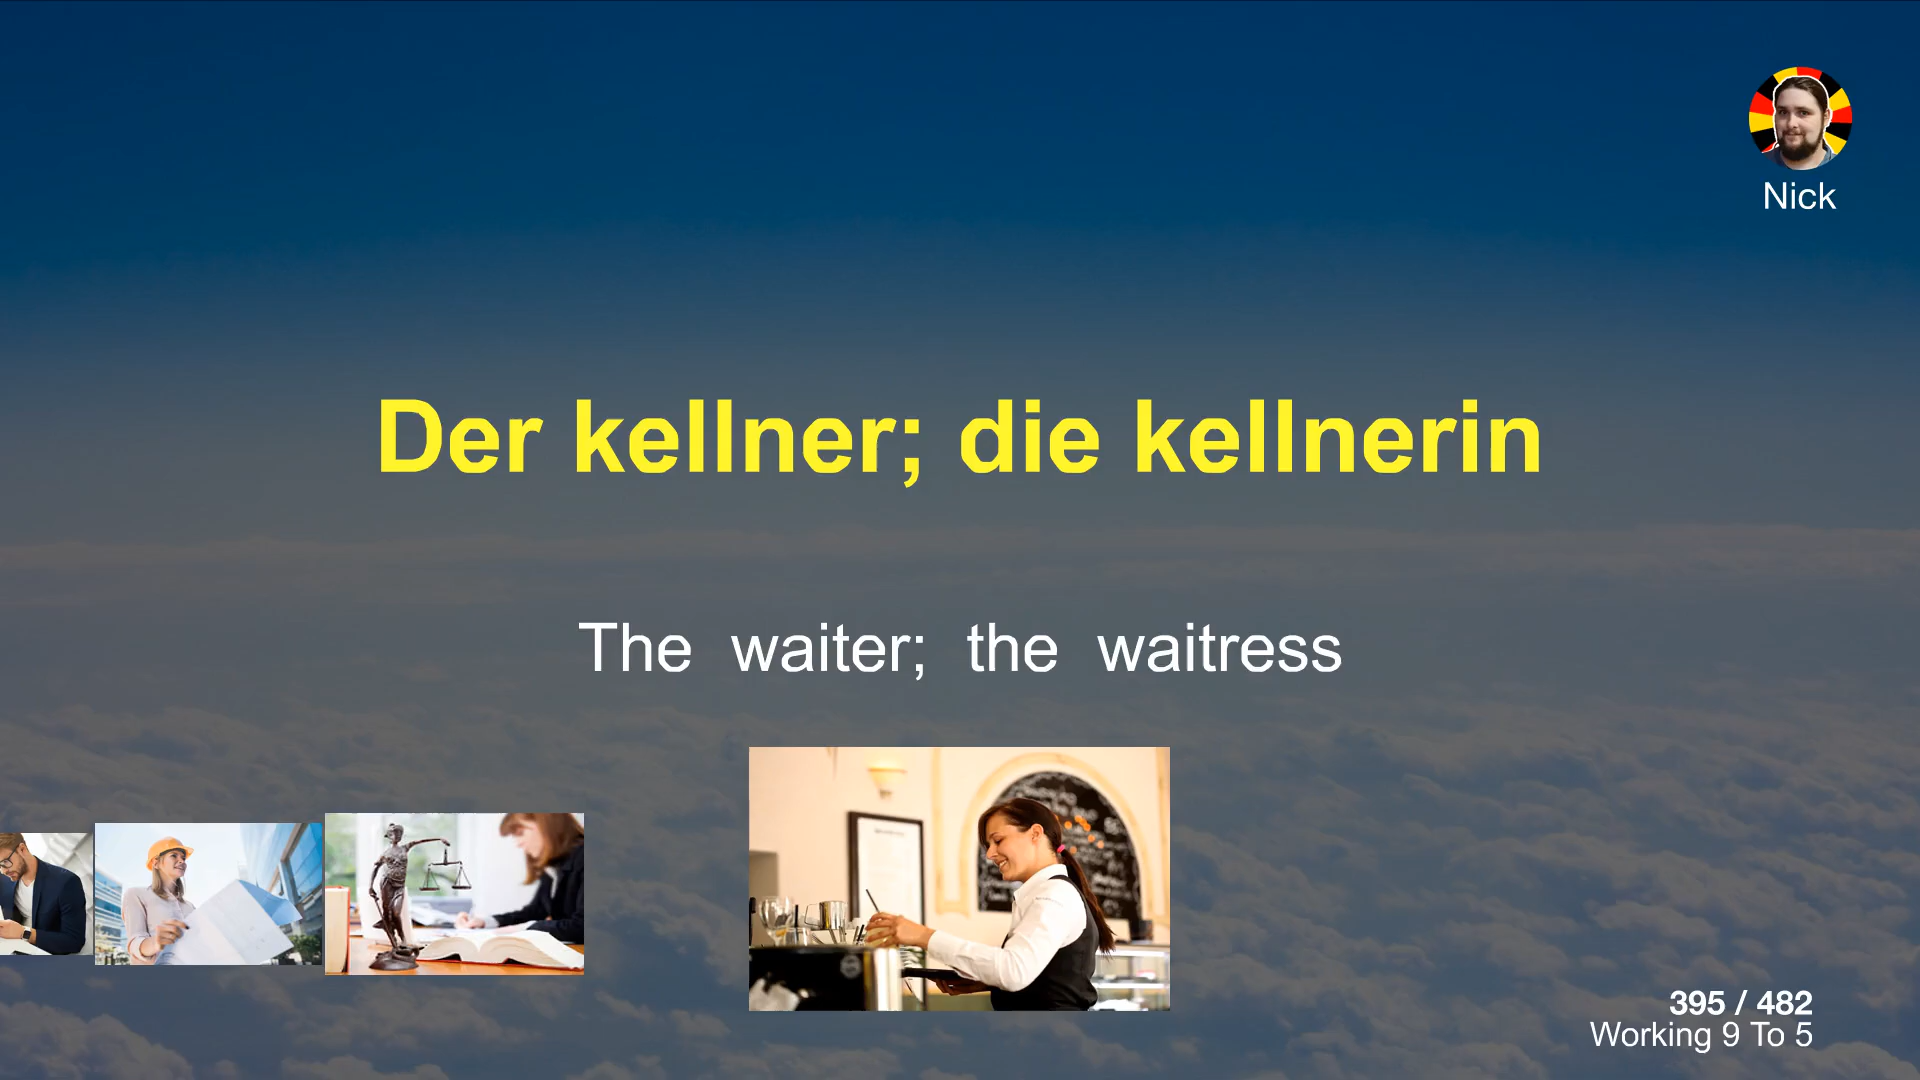 Nick
Der kellner; die kellnerin
The waiter; the waitress
395 / 482
Working 9 To 5